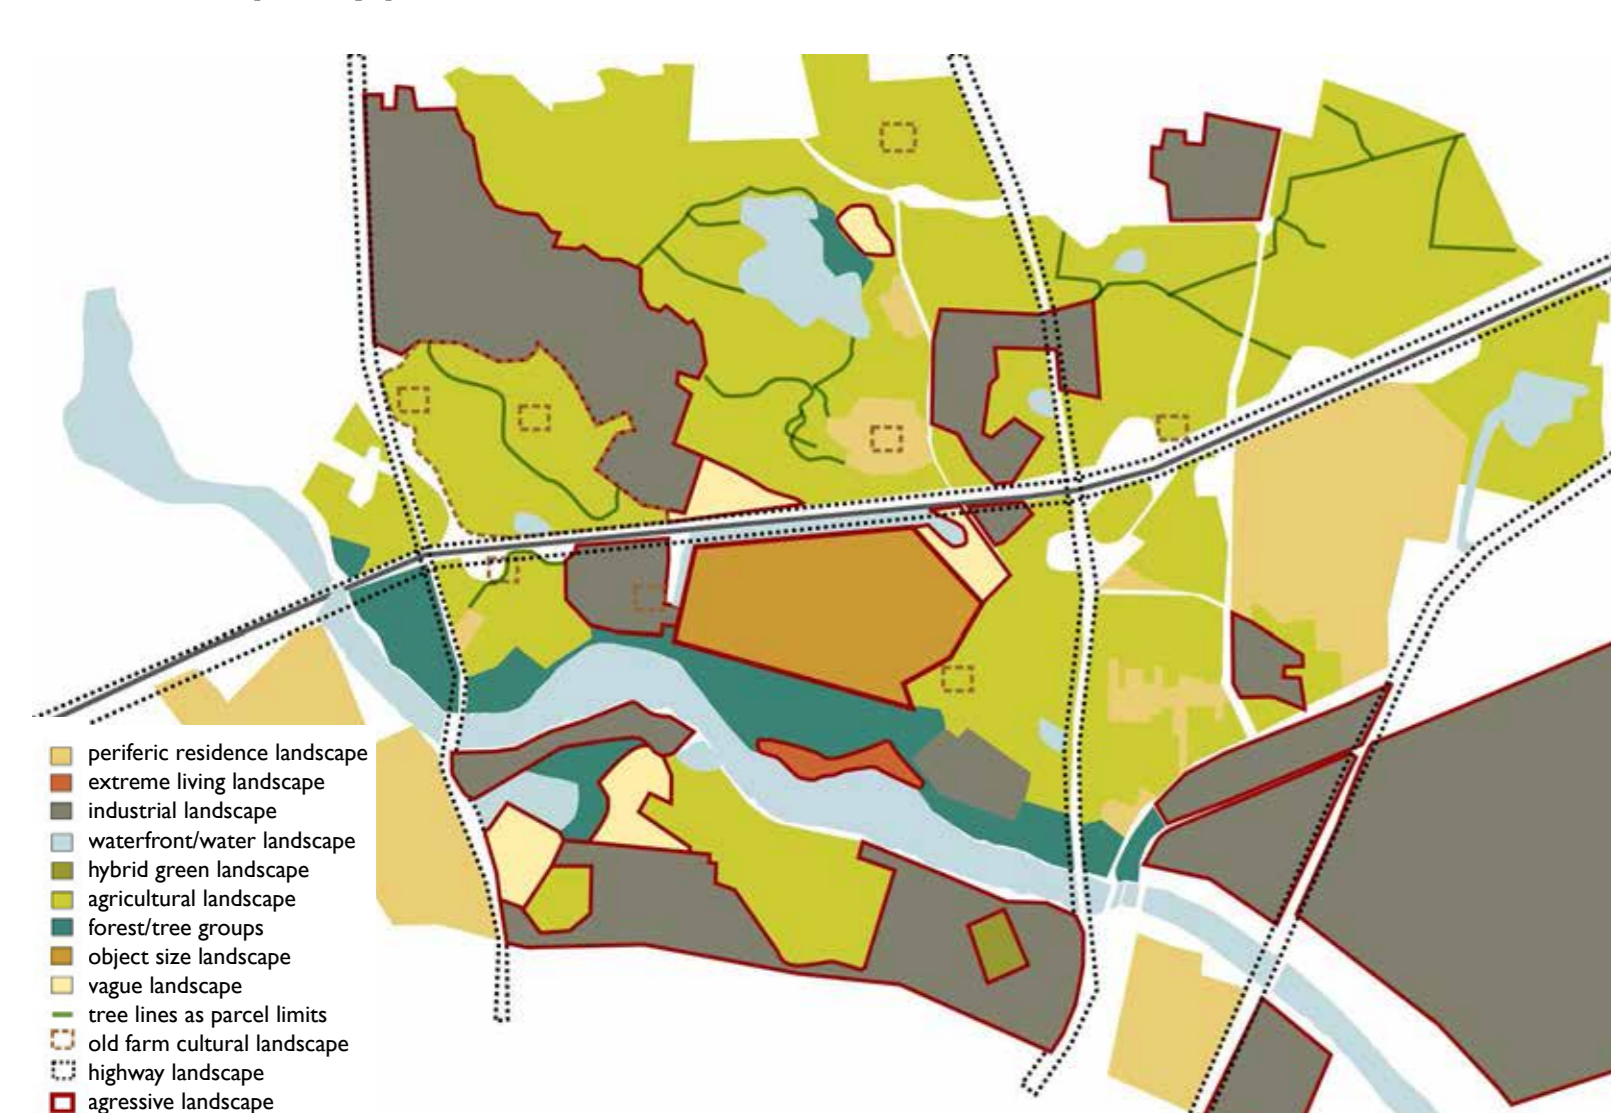 periferic residence landscape
extreme living landscape
industrial landscape
waterfront/water landscape
hybrid green landscape
agricultural landscape
forest/tree groups
object size landscape
vague landscape
tree lines as parcel limits
old farm cultural landscape
highway landscape
agressive landscape